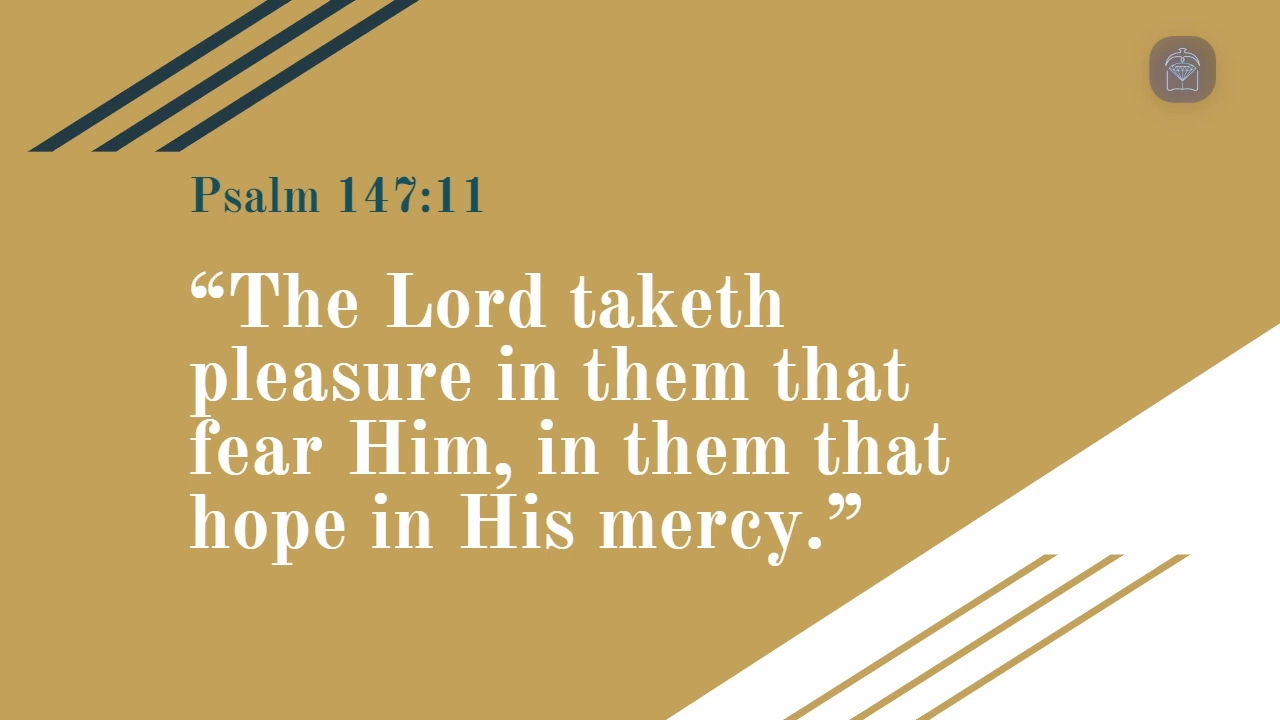 Psalm 147:11
“The Lord taketh
pleasure in them that
fear Him, in them that
hope in His mercy.”